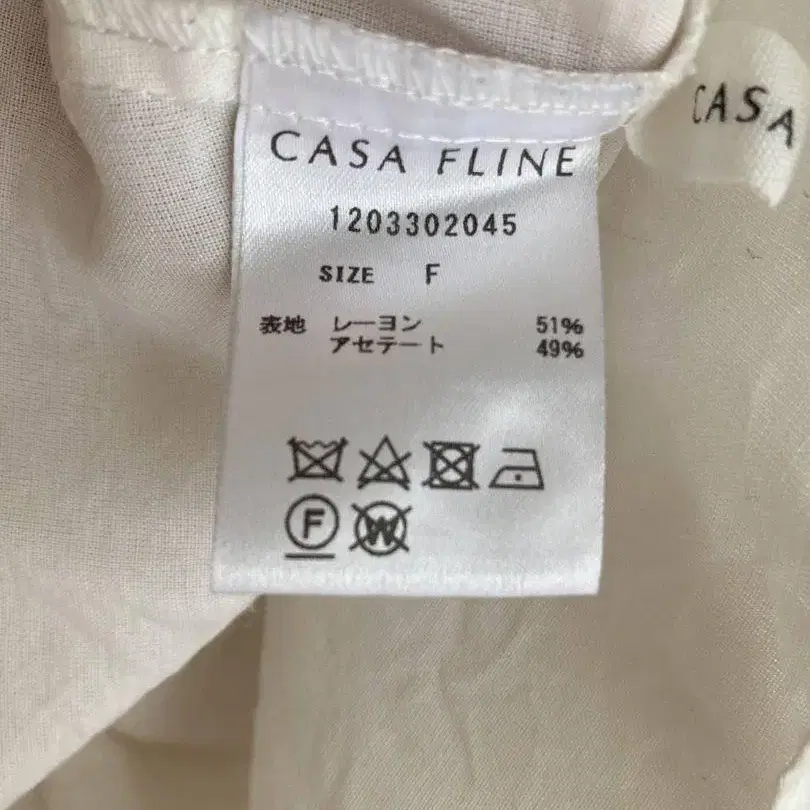 CASA FLINE
1203302045
SIZE F
表地 レーヨン 51%
アセテート 49%
F
W
CASA